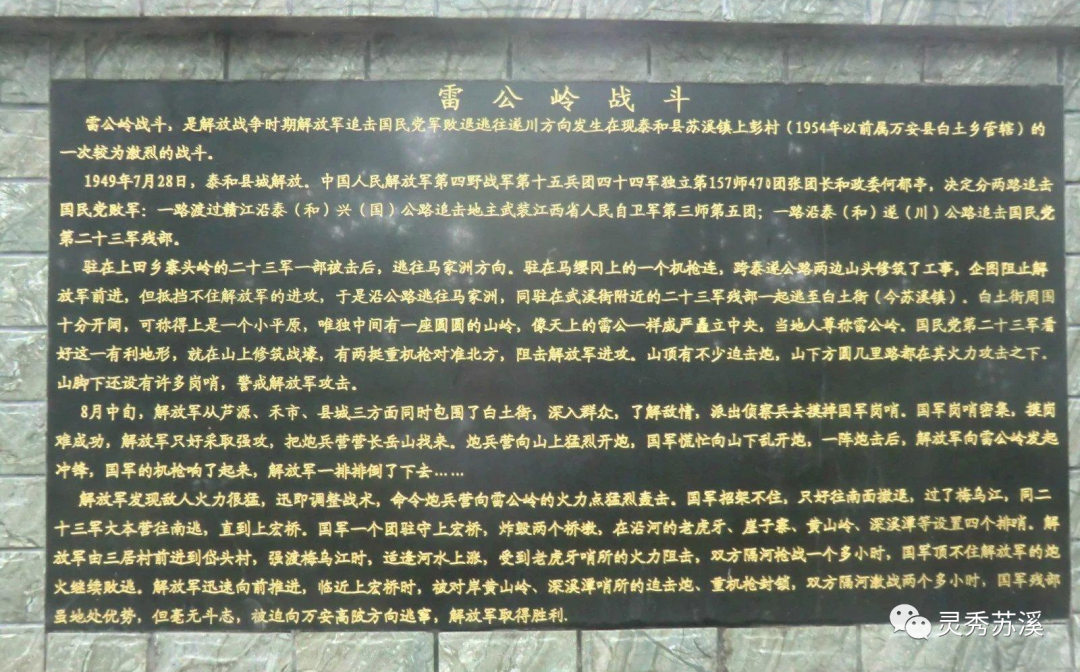 雷公岭战斗
雷公岭战斗，是解放战争时期解放军追击国民党军败退逃往遂川方向发生在现泰和县苏溪镇上彭村（1954年以前属万安县白土乡管辖）的
一次较为激烈的战斗。
1949年7月28日，泰和县城解放。中国人民解放军第四野战军第十五兵团四十四军独立第157师470团张团长和政委何郁亭，决定分两路追击
国民党败军：一路渡过赣江沿泰（和）兴（国）公路追击地主武装江西省人民自卫军第三师第五团；一路沿泰（和）遂（川）公路追击国民党
第二十三军残部。
驻在上田乡寨头岭的二十三军一部被击后，逃往马家洲方向。驻在马缨冈上的一个机枪连，跨泰遂公路两边山头修筑了工事，企图阻止解
放军前进，但抵挡不住解放军的进攻，于是沿公路逃往马家洲，同驻在武溪街附近的二十三军残部一起逃至白土街（今苏溪镇）．白土街周围
十分开阔，可称得上是一个小平原，唯独中间有一座圆圆的山岭，像天上的雷公一样威严矗立中央，当地人尊称雷公岭。国民党第二十三军看
好这一有利地形，就在山上修筑战壕，有两挺重机枪对准北方，阻击解放军进攻。山顶有不少迫击炮，山下方圆几里路都在其火力攻击之下．
山脚下还设有许多岗哨，警戒解放军攻击。
8月中旬，解放军从芦源、禾市、县城三方面同时包围了白土街，深入群众，了解敌情，派出侦察兵去摸掉国军岗哨。国军岗哨密集，摸岗
难成功，解放军只好采取强攻，把炮兵营营长岳山找来。炮兵营向山上猛烈开炮，国军慌忙向山下乱开炮，一阵炮击后，解放军向雷公岭发起
冲锋，国军的机枪响了起来，解放军一排排倒了下去……
解放军发现敌人火力很猛，迅即调整战术，命令炮兵营向雷公岭的火力点猛烈轰击。国军招架不住，只好往南面撤退，过了梅乌江，同二
十三军大本营往南逃，直到上宏桥。国军一个团驻守上宏桥，炸毁两个桥墩，在沿河的老虎牙、崖子寨、黄山岭、深溪潭等设置四个排哨。解
放军由三居村前进到岱头村，强渡梅乌江时，适逢河水上涨，受到老虎牙哨所的火力阻击，双方隔河枪战一个多小时，国军顶不住解放军的炮
火继续败逃。解放军迅速向前推进，临近上宏桥时，被对岸黄山岭、深溪潭哨所的迫击炮、重机枪封锁，双方隔河激战两个多小时，国军残部
虽地处优势，但毫无斗志，被迫向万安高陂方向逃窜，解放军取得胜利．
灵秀苏溪